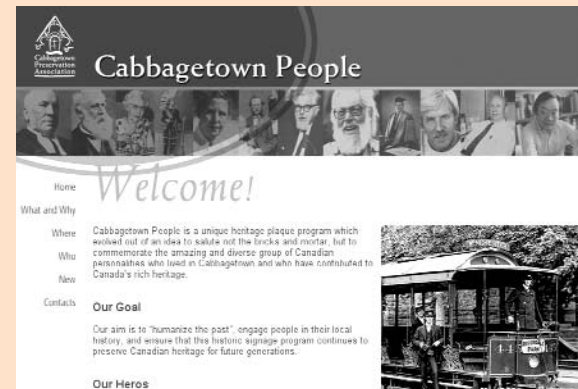 Cabbagetown
Preservation
Association
Cabbagetown People
Welcome!
Home
What and Why
Where
Who
New
Contacts
Cabbagetown People is a unique heritage plaque program which
evolved out of an idea to salute not the bricks and mortar, but to
commemorate the amazing and diverse group of Canadian
personalities who lived in Cabbagetown and who have contributed to
Canada's rich heritage.
Our Goal
Our aim is to "humanize the past", engage people in their local
history, and ensure that this historic signage program continues to
preserve Canadian heritage for future generations.
Our Heros